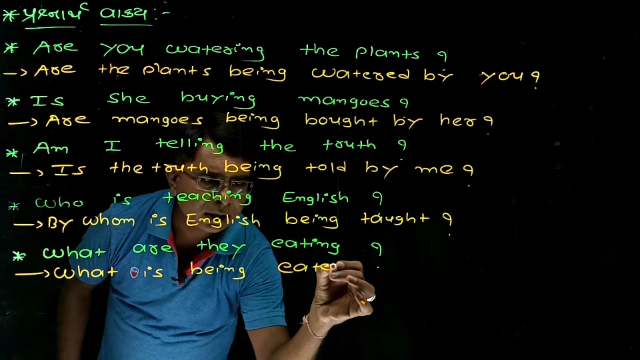 * પ્રશ્નાર્થ વાક્ય :-
* Are you watering the plants ?
→ Are the plants being watered by you ?
* Is she buying mangoes ?
→ Are mangoes being bought by her ?
* Am I telling the truth ?
→ Is the truth being told by me ?
* Who is teaching English ?
→ By whom is English being taught ?
* What are they eating ?
→ What is being eate